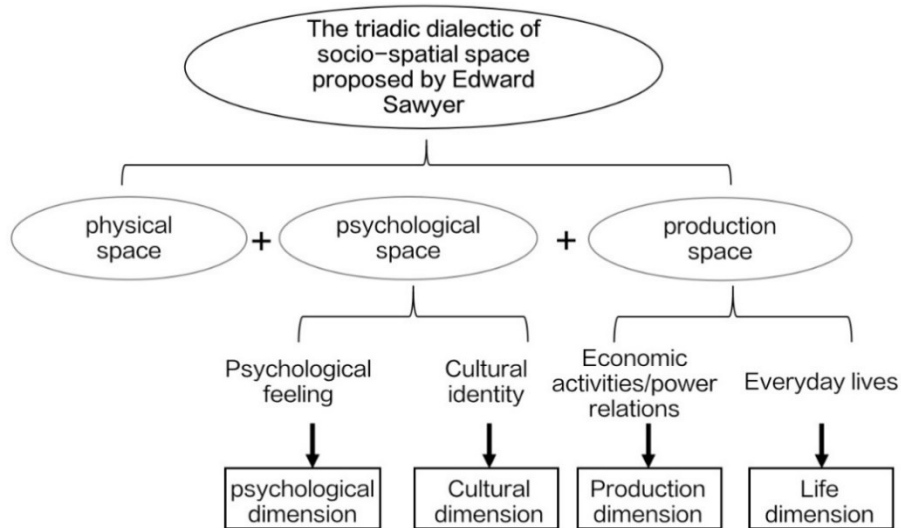 The triadic dialectic of
socio-spatial space
proposed by Edward
Sawyer
physical
space
+
psychological
space
+
production
space
Psychological
feeling
Cultural
identity
Economic
activities/power
relations
Everyday lives
psychological
dimension
Cultural
dimension
Production
dimension
Life
dimension